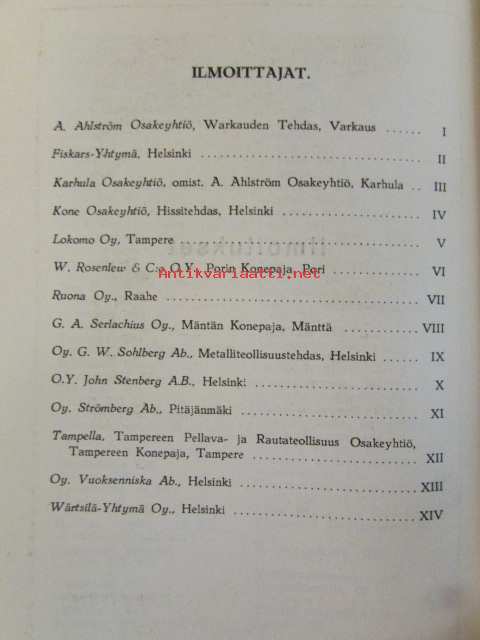 ILMOITTAJAT.
A. Ahlström Osakeyhtiö, Warkauden Tehdas, Varkaus ...... I
Fiskars-Yhtymä, Helsinki ........................ II
Karhula Osakeyhtiö, omist. A. Ahlström Osakeyhtiö, Karhula .. III
Kone Osakeyhtiö, Hissitehdas, Helsinki ................ IV
Lokomo Oy, Tampere ........................ V
W. Rosenlew & C:o O.Y. Porin Konepaja, Pori ............ VI
Antikvariaatti.net
Ruona Oy., Raahe ........................ VII
G. A. Serlachius Oy., Mäntän Konepaja, Mänttä ........ VIII
Oy. G. W. Sohlberg Ab., Metalliteollisuustehdas, Helsinki ...... IX
O.Y. John Stenberg A.B., Helsinki ........................ X
Oy. Strömberg Ab., Pitäjänmäki ........................ XI
Tampella, Tampereen Pellava- ja Rautateollisuus Osakeyhtiö,
Tampereen Konepaja, Tampere ........................ XII
Oy. Vuoksenniska Ab., Helsinki ........................ XIII
Wärtsilä-Yhtymä Oy., Helsinki ........................ XIV